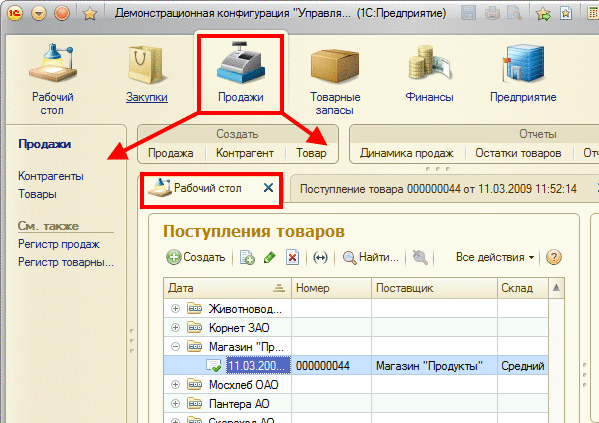 Демонстрационная конфигурация "Управля... (1С:Предприятие)
Рабочий стол
Закупки
Продажи
Товарные запасы
Финансы
Предприятие
Продажи
Контрагенты
Товары
См. также
Регистр продаж
Регистр товарны...
Создать
Продажа Контрагент Товар
Отчеты
Динамика продаж Остатки товаров От
Рабочий стол
Поступление товара 000000044 от 11.03.2009 11:52:14
Поступления товаров
Создать Найти... Все действия
Дата Номер Поставщик Склад
Животновод...
Корнет ЗАО
Магазин "Пр...
11.03.200... 000000044 Магазин "Продукты" Средний
Мосхлеб ОАО
Пантера АО